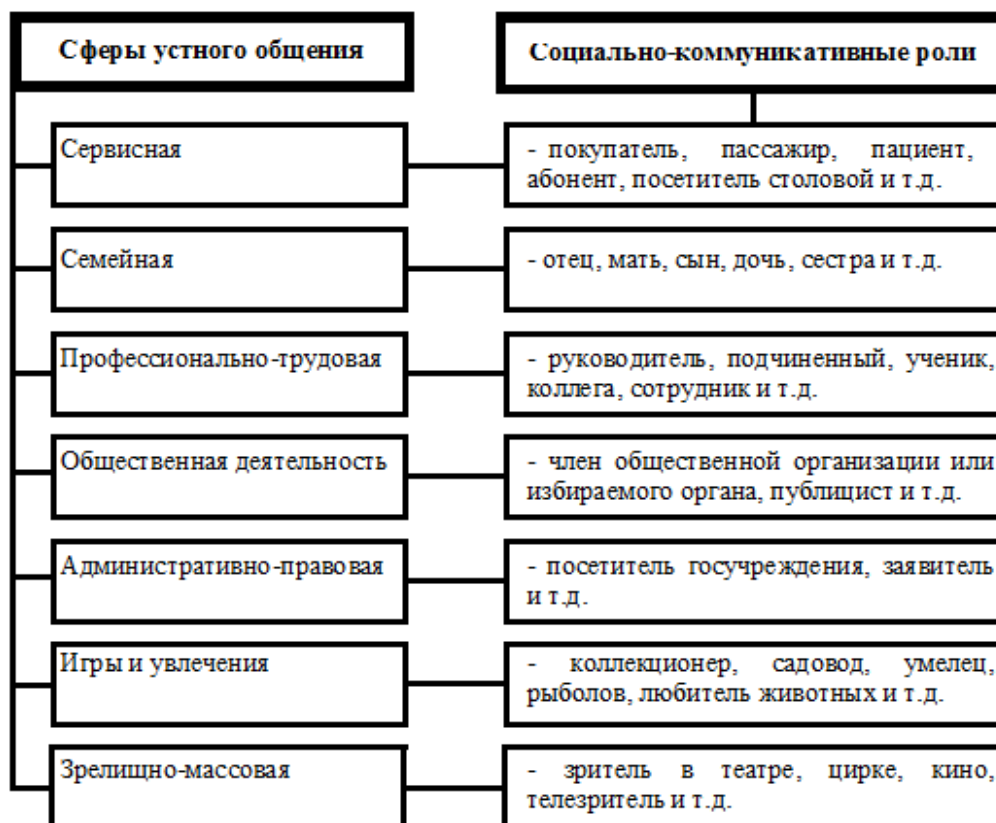 Сферы устного общения
Социально-коммуникативные роли
Сервисная
- покупатель, пассажир, пациент,
абонент, посетитель столовой и т.д.
Семейная
- отец, мать, сын, дочь, сестра и т.д.
Профессионально-трудовая
- руководитель, подчиненный, ученик,
коллега, сотрудник и т.д.
Общественная деятельность
- член общественной организации или
избираемого органа, публицист и т.д.
Административно-правовая
- посетитель госучреждения, заявитель
и т.д.
Игры и увлечения
- коллекционер, садовод, умелец,
рыболов, любитель животных и т.д.
Зрелищно-массовая
- зритель в театре, цирке, кино,
телезритель и т.д.